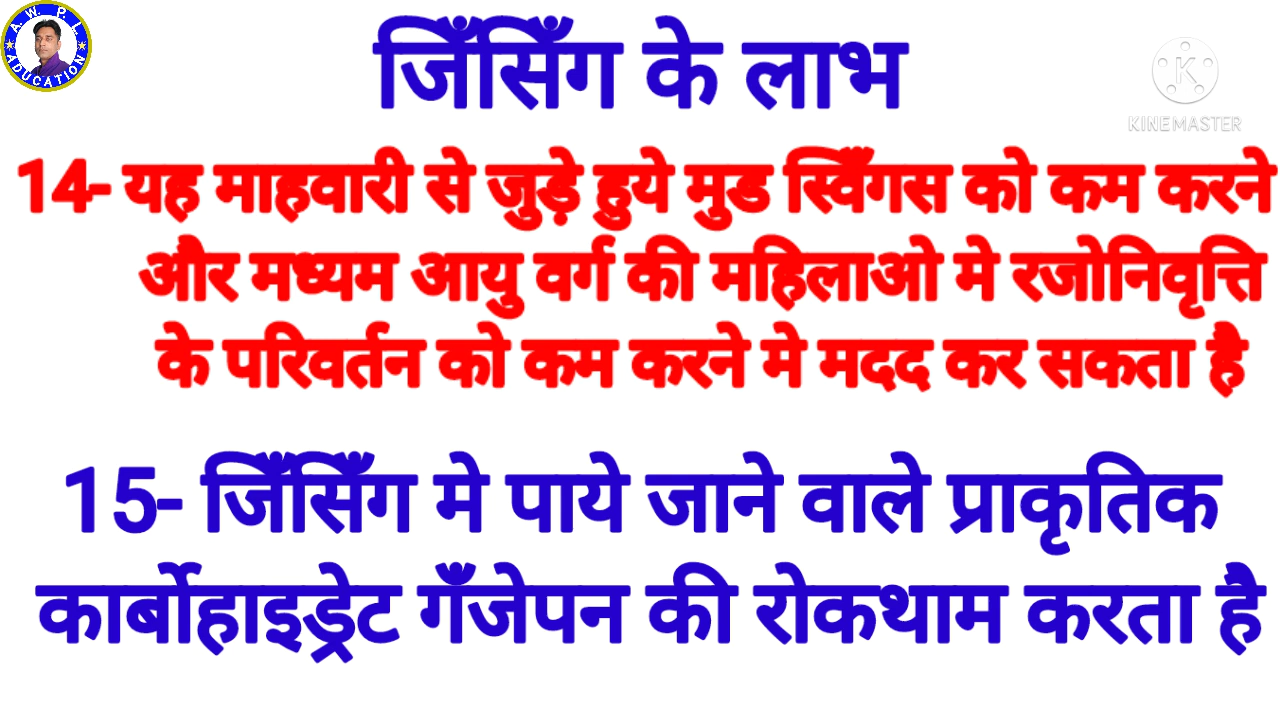 A. W. P. L
ADUCATION
जिँसिँग के लाभ
KINEMASTER
14- यह माहवारी से जुड़े हुये मुड स्विँगस को कम करने
और मध्यम आयु वर्ग की महिलाओ मे रजोनिवृत्ति
के परिवर्तन को कम करने मे मदद कर सकता है
15- जिँसिँग मे पाये जाने वाले प्राकृतिक
कार्बोहाइड्रेट गँजेपन की रोकथाम करता है